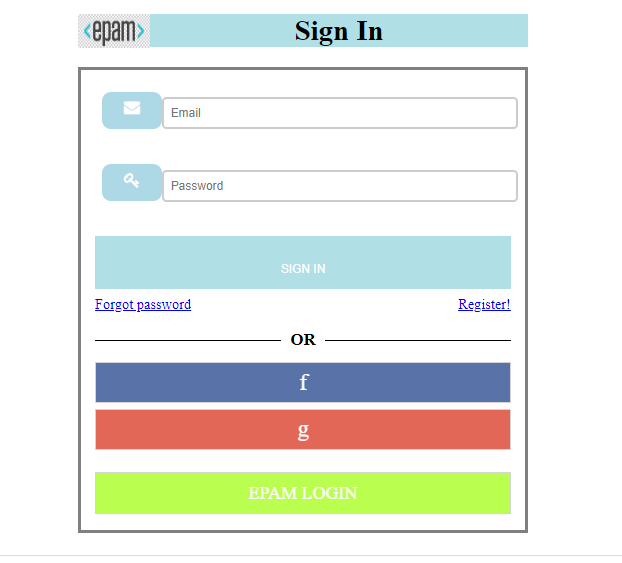 <epam> Sign In
Email
Password
SIGN IN
Forgot password Register!
OR
f
g
EPAM LOGIN